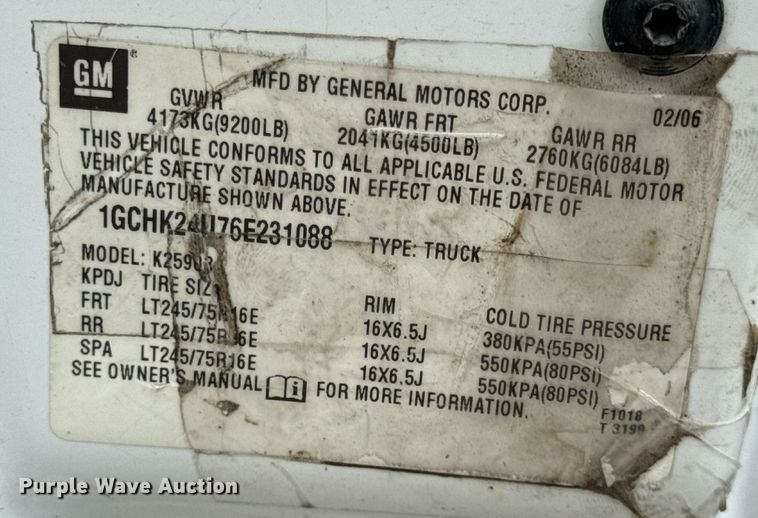 GM
MFD BY GENERAL MOTORS CORP. 02/06
GVWR GAWR FRT GAWR RR
4173KG(9200LB) 2041KG(4500LB) 2760KG(6084LB)
THIS VEHICLE CONFORMS TO ALL APPLICABLE U.S. FEDERAL MOTOR
VEHICLE SAFETY STANDARDS IN EFFECT ON THE DATE OF
MANUFACTURE SHOWN ABOVE.
1GCHK24U76E231088 TYPE: TRUCK
MODEL:
KPDJ TIRE SIZE RIM COLD TIRE PRESSURE
FRT LT245/75R16E 16X6.5J 380KPA(55PSI)
RR LT245/75R16E 16X6.5J 550KPA(80PSI)
SPA LT245/75R16E 16X6.5J 550KPA(80PSI)
SEE OWNER'S MANUAL FOR MORE INFORMATION.
F1018
T 3199
Purple Wave Auction